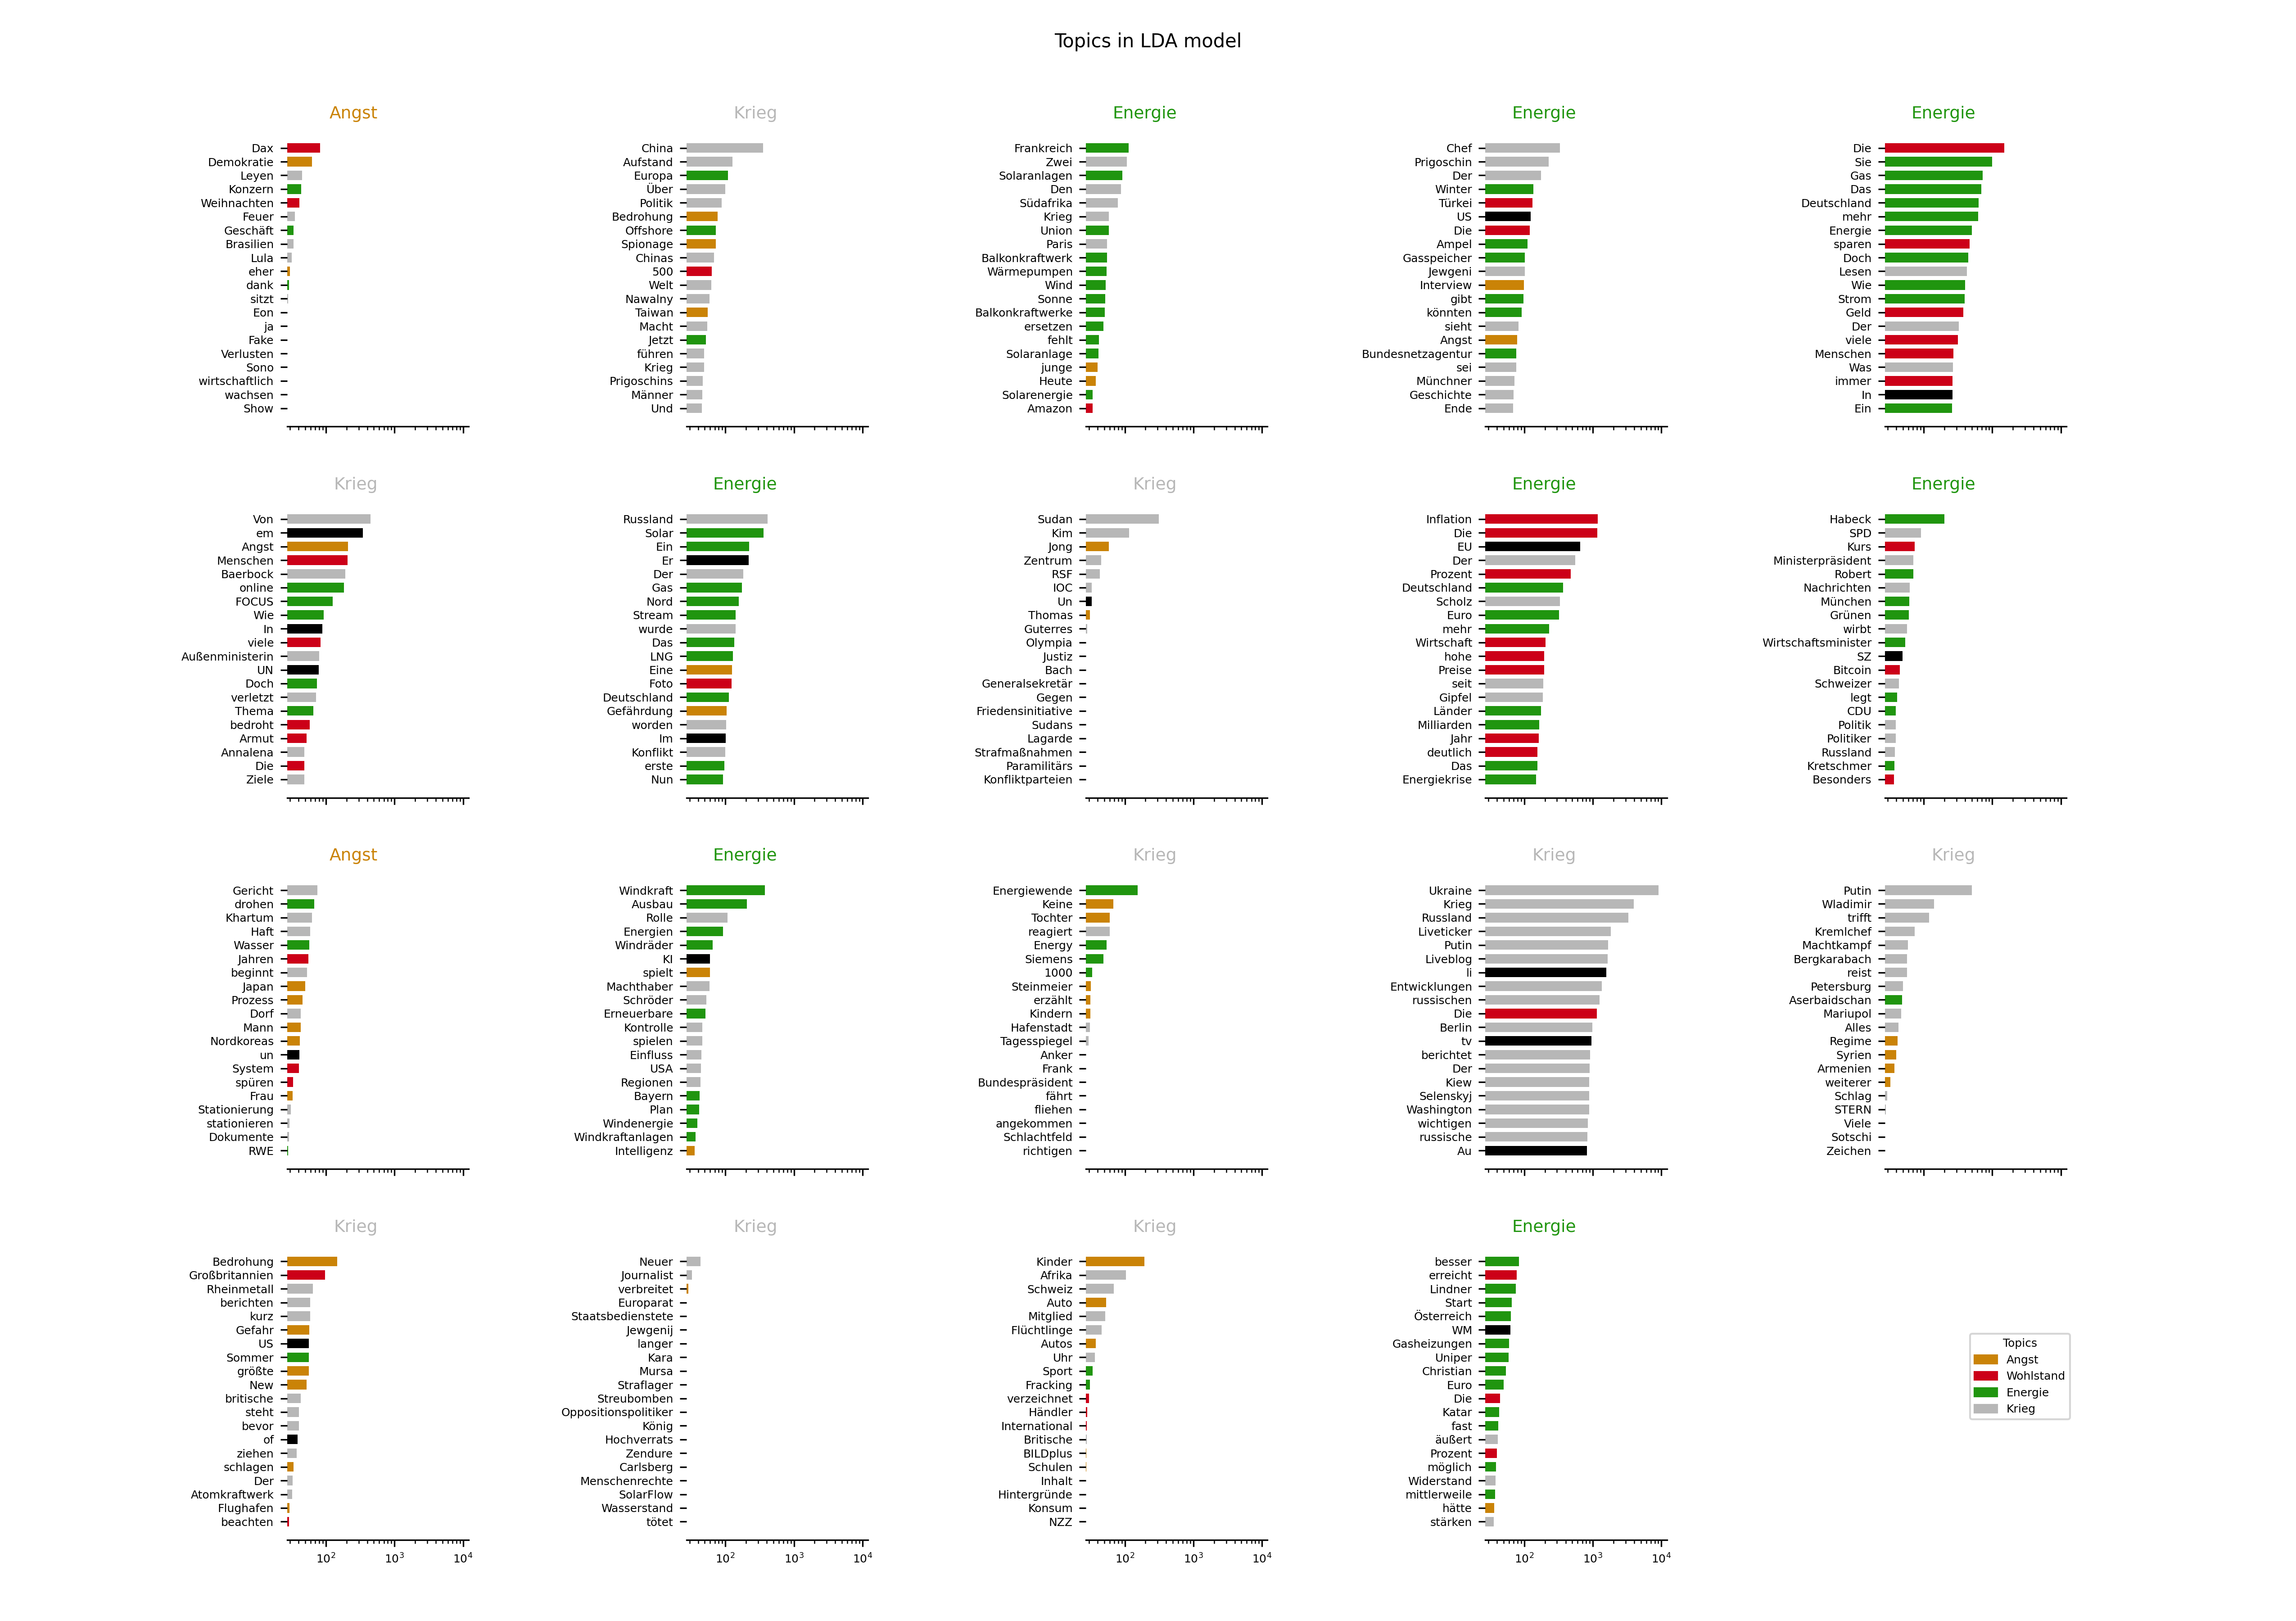 Topics in LDA model
Angst
Dax
Demokratie
Leyen
Konzern
Weihnachten
Feuer
Geschäft
Brasilien
Lula
eher
dank
sitzt
Eon
ja
Fake
Verlusten
Sono
wirtschaftlich
wachsen
Show
Krieg
China
Aufstand
Europa
Über
Politik
Bedrohung
Offshore
Spionage
Chinas
500
Welt
Nawalny
Taiwan
Macht
Jetzt
führen
Krieg
Prigoschins
Männer
Und
Energie
Frankreich
Zwei
Solaranlagen
Den
Südafrika
Krieg
Union
Paris
Balkonkraftwerk
Wärmepumpen
Wind
Sonne
Balkonkraftwerke
ersetzen
fehlt
Solaranlage
junge
Heute
Solarenergie
Amazon
Energie
Chef
Prigoschin
Der
Winter
Türkei
US
Die
Ampel
Gasspeicher
Jewgeni
Interview
gibt
könnten
sieht
Angst
Bundesnetzagentur
sei
Münchner
Geschichte
Ende
Energie
Die
Sie
Gas
Das
Deutschland
mehr
Energie
sparen
Doch
Lesen
Wie
Strom
Geld
Der
viele
Menschen
Was
immer
In
Ein
Krieg
Von
em
Angst
Menschen
Baerbock
online
FOCUS
Wie
In
viele
Außenministerin
UN
Doch
verletzt
Thema
bedroht
Armut
Annalena
Die
Ziele
Energie
Russland
Solar
Ein
Er
Der
Gas
Nord
Stream
wurde
Das
LNG
Eine
Foto
Deutschland
Gefährdung
worden
Im
Konflikt
erste
Nun
Krieg
Sudan
Kim
Jong
Zentrum
RSF
IOC
Un
Thomas
Guterres
Olympia
Justiz
Bach
Generalsekretär
Gegen
Friedensinitiative
Sudans
Lagarde
Strafmaßnahmen
Paramilitärs
Konfliktparteien
Energie
Inflation
Die
EU
Der
Prozent
Deutschland
Scholz
Euro
mehr
Wirtschaft
hohe
Preise
seit
Gipfel
Länder
Milliarden
Jahr
deutlich
Das
Energiekrise
Energie
Habeck
SPD
Kurs
Ministerpräsident
Robert
Nachrichten
München
Grünen
wirbt
Wirtschaftsminister
SZ
Bitcoin
Schweizer
legt
CDU
Politik
Politiker
Russland
Kretschmer
Besonders
Angst
Gericht
drohen
Khartum
Haft
Wasser
Jahren
beginnt
Japan
Prozess
Dorf
Mann
Nordkoreas
un
System
spüren
Frau
Stationierung
stationieren
Dokumente
RWE
Energie
Windkraft
Ausbau
Rolle
Energien
Windräder
KI
spielt
Machthaber
Schröder
Erneuerbare
Kontrolle
spielen
Einfluss
USA
Regionen
Bayern
Plan
Windenergie
Windkraftanlagen
Intelligenz
Krieg
Energiewende
Keine
Tochter
reagiert
Energy
Siemens
1000
Steinmeier
erzählt
Kindern
Hafenstadt
Tagesspiegel
Anker
Frank
Bundespräsident
fährt
fliehen
angekommen
Schlachtfeld
richtigen
Krieg
Ukraine
Krieg
Russland
Liveticker
Putin
Liveblog
li
Entwicklungen
russischen
Die
Berlin
tv
berichtet
Der
Kiew
Selenskyj
Washington
wichtigen
russische
Au
Krieg
Putin
Wladimir
trifft
Kremlchef
Machtkampf
Bergkarabach
reist
Petersburg
Aserbaidschan
Mariupol
Alles
Regime
Syrien
Armenien
weiterer
Schlag
STERN
Viele
Sotschi
Zeichen
Krieg
Bedrohung
Großbritannien
Rheinmetall
berichten
kurz
Gefahr
US
Sommer
größte
New
britische
steht
bevor
of
ziehen
schlagen
Der
Atomkraftwerk
Flughafen
beachten
10² 10³ 10⁴
Krieg
Neuer
Journalist
verbreitet
Europarat
Staatsbedienstete
Jewgenij
langer
Kara
Mursa
Straflager
Streubomben
Oppositionspolitiker
König
Hochverrats
Zendure
Carlsberg
Menschenrechte
SolarFlow
Wasserstand
tötet
10² 10³ 10⁴
Krieg
Kinder
Afrika
Schweiz
Auto
Mitglied
Flüchtlinge
Autos
Uhr
Sport
Fracking
verzeichnet
Händler
International
Britische
BILDplus
Schulen
Inhalt
Hintergründe
Konsum
NZZ
10² 10³ 10⁴
Energie
besser
erreicht
Lindner
Start
Österreich
WM
Gasheizungen
Uniper
Christian
Euro
Die
Katar
fast
äußert
Prozent
möglich
Widerstand
mittlerweile
hätte
stärken
10² 10³ 10⁴
Topics
Angst
Wohlstand
Energie
Krieg